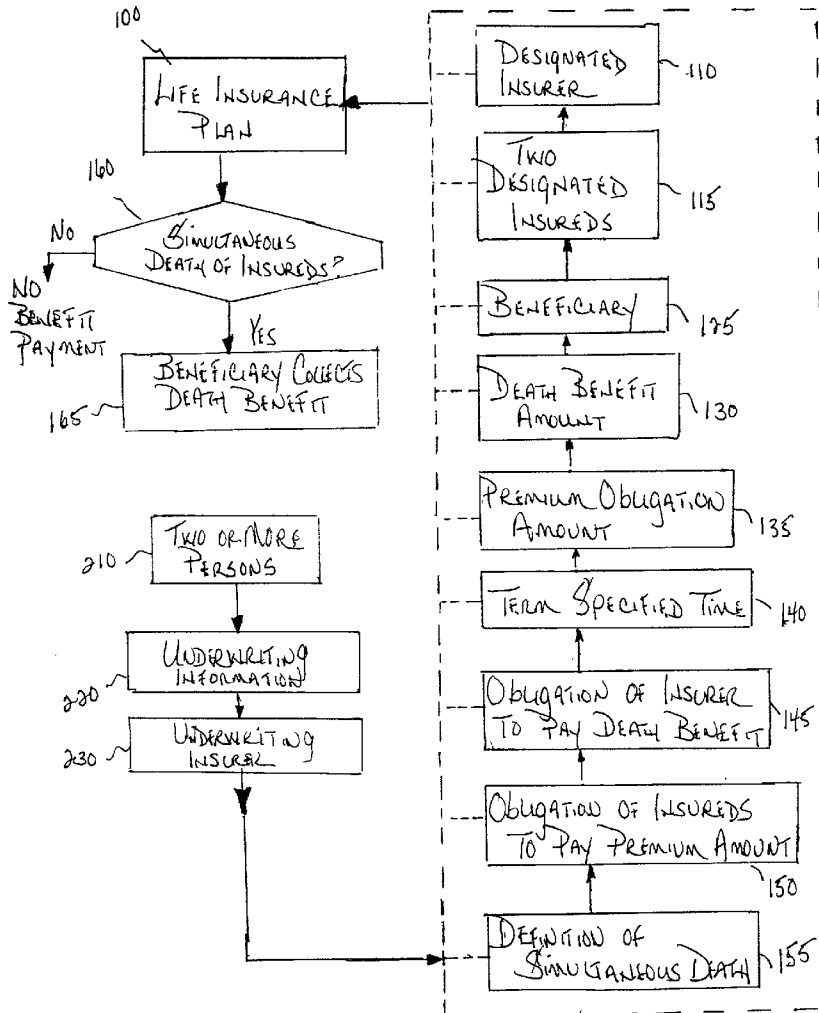 100
LIFE INSURANCE
PLAN
160
SIMULTANEOUS
DEATH OF INSUREDS?
NO
NO
BENEFIT
PAYMENT
YES
BENEFICIARY COLLECTS
DEATH BENEFIT
165
TWO OR MORE
PERSONS
210
UNDERWRITING
INFORMATION
220
UNDERWRITING
INSURER
230
DESIGNATED
INSURER
110
TWO
DESIGNATED
INSUREDS
115
BENEFICIARY
125
DEATH BENEFIT
AMOUNT
130
PREMIUM OBLIGATION
AMOUNT
135
TERM SPECIFIED TIME
140
OBLIGATION OF INSURER
TO PAY DEATH BENEFIT
145
OBLIGATION OF INSUREDS
TO PAY PREMIUM AMOUNT
150
DEFINITION OF
SIMULTANEOUS DEATH
155